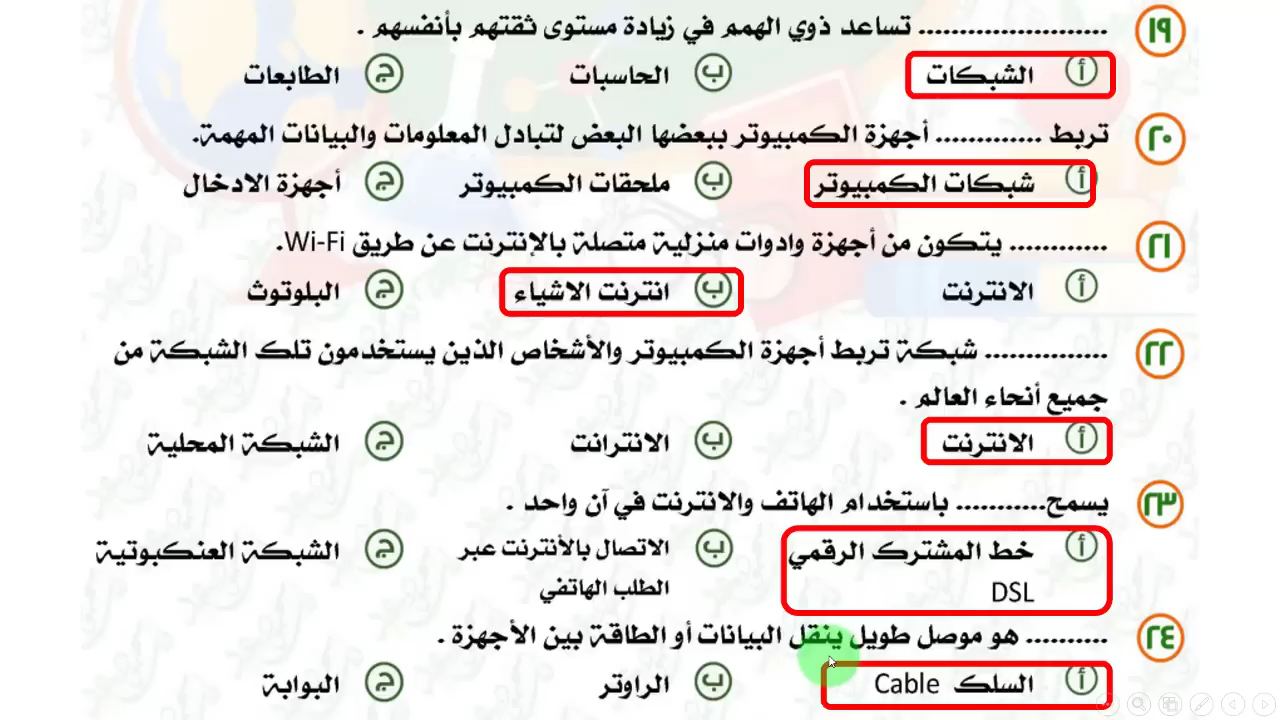 ١٩ ....................... تساعد ذوي الهمم في زيادة مستوى ثقتهم بأنفسهم .
أ الشبكات ب الحاسبات ج الطابعات
٢٠ تربط ............. أجهزة الكمبيوتر ببعضها البعض لتبادل المعلومات والبيانات المهمة.
أ شبكات الكمبيوتر ب ملحقات الكمبيوتر ج أجهزة الادخال
٢١ ............ يتكون من أجهزة وادوات منزلية متصلة بالإنترنت عن طريق Wi-Fi.
أ الانترنت ب انترنت الاشياء ج البلوتوث
٢٢ ............... شبكة تربط أجهزة الكمبيوتر والأشخاص الذين يستخدمون تلك الشبكة من
جميع أنحاء العالم .
أ الانترنت ب الانترانت ج الشبكة المحلية
٢٣ يسمح........... باستخدام الهاتف والانترنت في آن واحد .
أ خط المشترك الرقمي ب الاتصال بالأنترنت عبر ج الشبكة العنكبوتية
DSL الطلب الهاتفي
٢٤ .......... هو موصل طويل ينقل البيانات أو الطاقة بين الأجهزة .
أ السلك Cable ب الراوتر ج البوابة